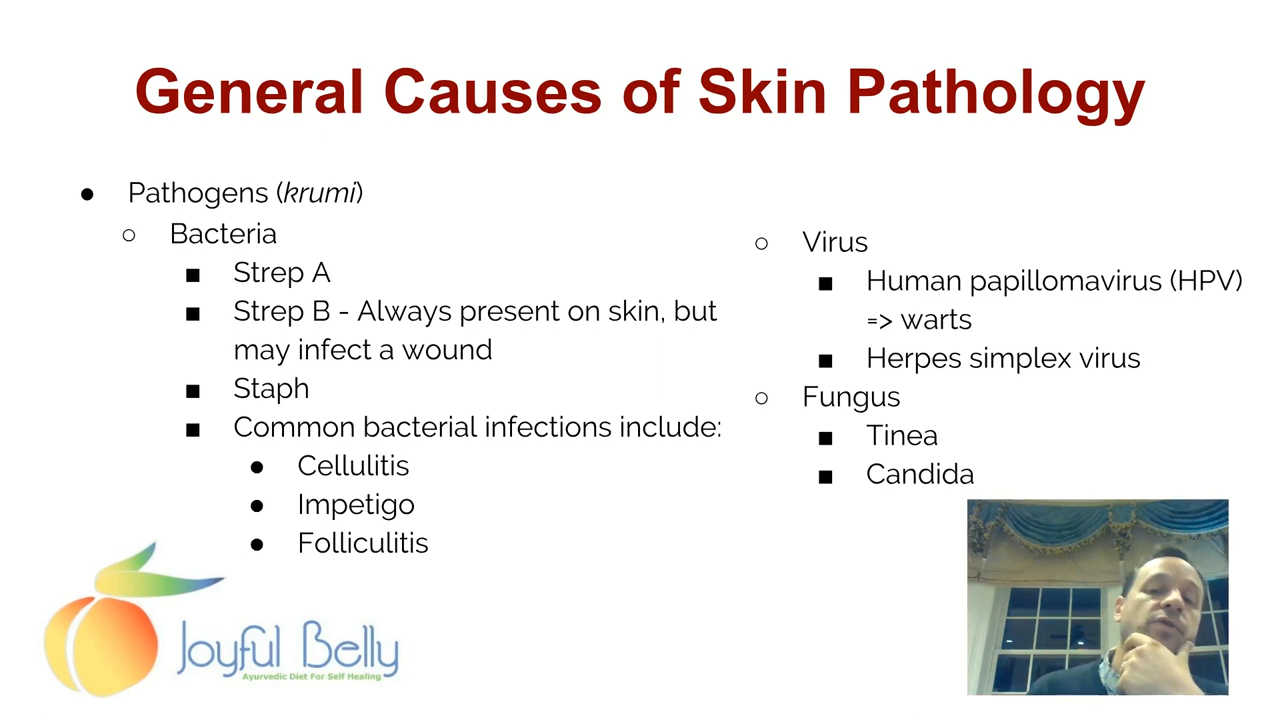 General Causes of Skin Pathology
● Pathogens (krumi)
○ Bacteria
■ Strep A
■ Strep B - Always present on skin, but
may infect a wound
■ Staph
■ Common bacterial infections include:
● Cellulitis
● Impetigo
● Folliculitis
○ Virus
■ Human papillomavirus (HPV)
=> warts
■ Herpes simplex virus
○ Fungus
■ Tinea
■ Candida
Joyful Belly
Ayurvedic Diet For Self Healing